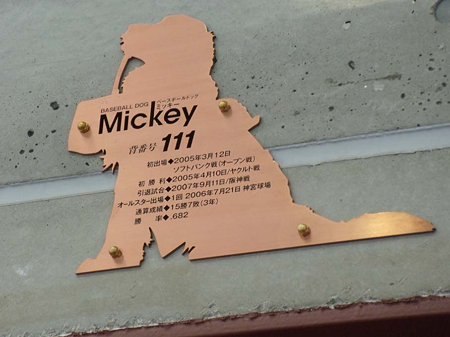 BASEBALL DOG ベースボールドッグ
Mickey ミッキー
背番号 111
初出場◆2005年3月12日
ソフトバンク戦(オープン戦)
初勝利◆2005年4月10日/ヤクルト戦
引退試合◆2007年9月11日/阪神戦
オールスター出場◆1回 2006年7月21日 神宮球場
通算成績◆15勝7敗(3年)
勝率◆.682